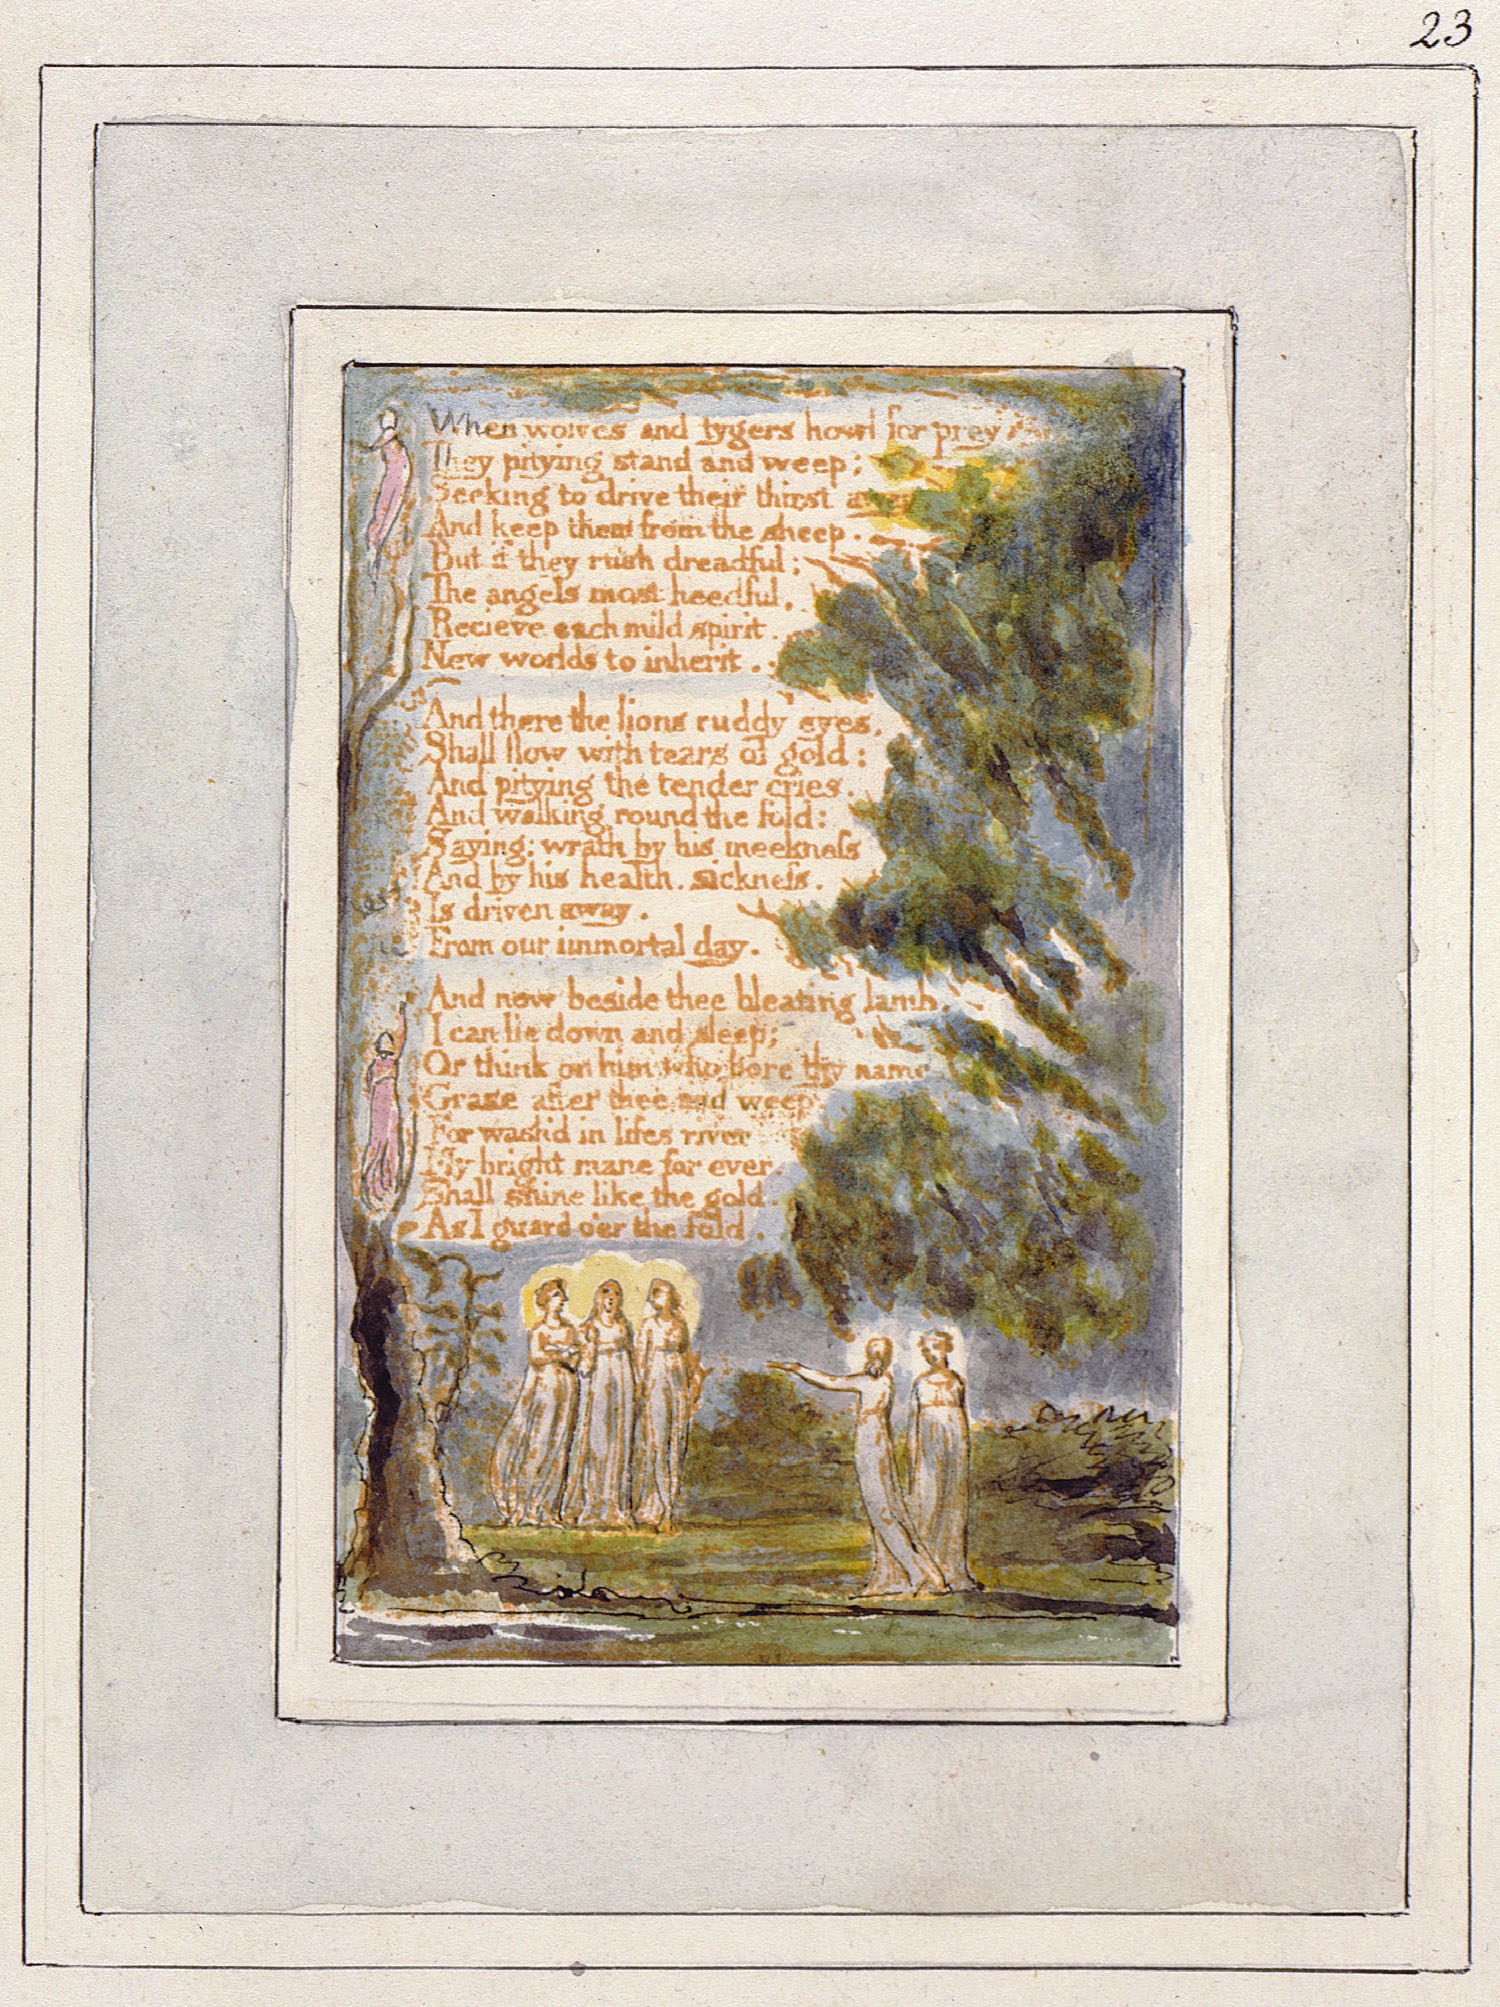 23
When wolves and tygers howl for prey
They pitying stand and weep;
Seeking to drive their thirst away
And keep them from the sheep.
But if they rush dreadful;
The angels most heedful,
Recieve each mild spirit.
New worlds to inherit.
And there the lions ruddy eyes,
Shall flow with tears of gold:
And pitying the tender cries.
And walking round the fold:
Saying: wrath by his meekneſs
And by his health. sickneſs.
Is driven away.
From our immortal day.
And now beside thee bleating lamb.
I can lie down and sleep;
Or think on him who bore thy name
Graze after thee and weep
For wash'd in lifes river
My bright mane for ever.
Shall shine like the gold.
As I guard o'er the fold.